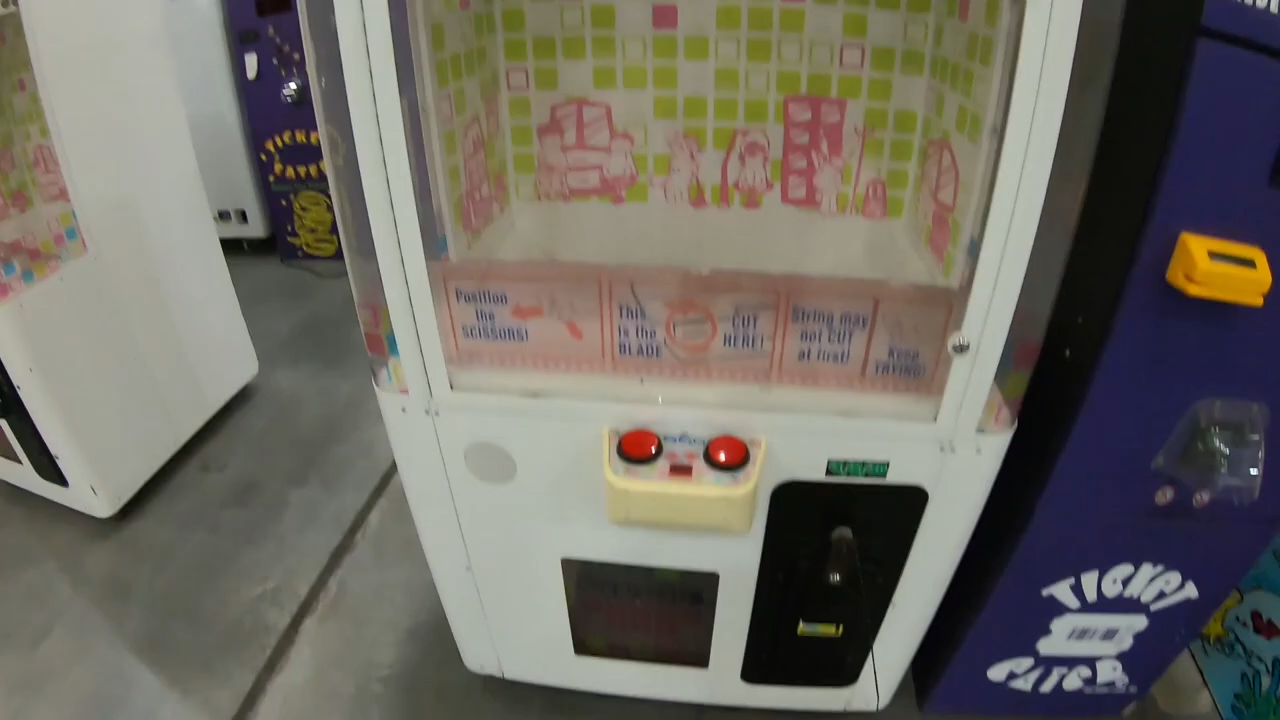 Position
the
SCISSORS!
This
is the
BLADE
CUT
HERE!
String may
not CUT
at first!
Keep
TRYING!
TICKET
EATER
TICKET
EATER